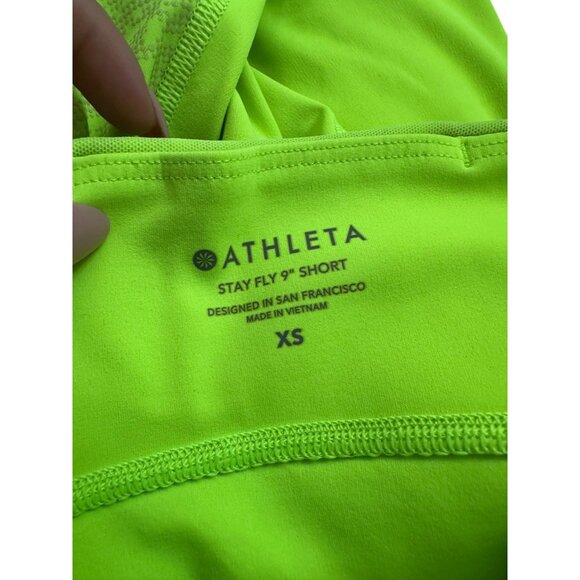 ATHLETA
STAY FLY 9" SHORT
DESIGNED IN SAN FRANCISCO
MADE IN VIETNAM
XS